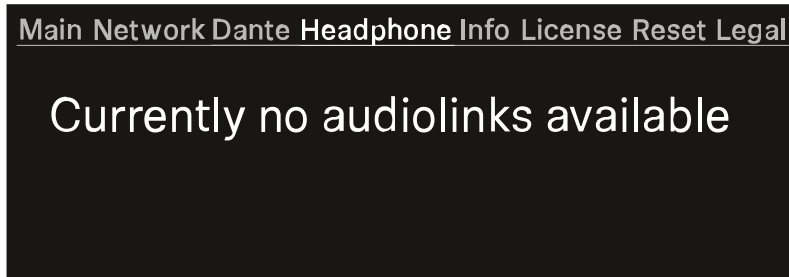 Main Network Dante Headphone Info License Reset Legal
Currently no audiolinks available